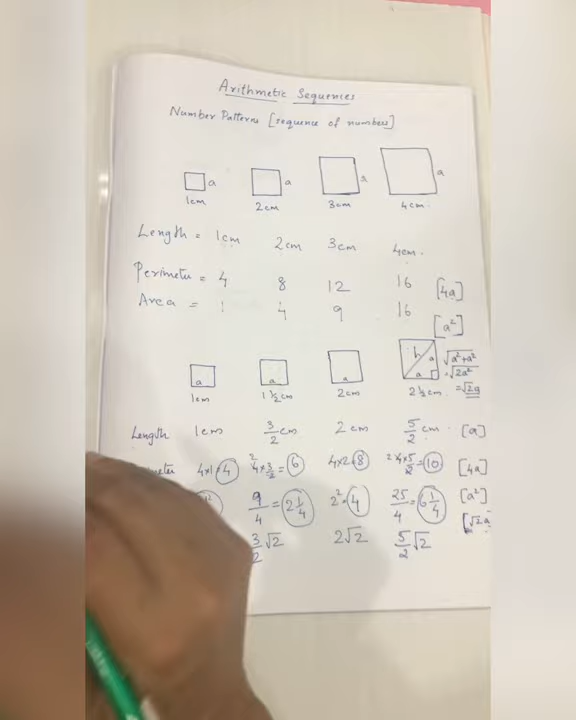 Arithmetic Sequences
Number Patterns [sequence of numbers]
a a a a
1cm 2cm 3cm 4cm.
Length = 1cm 2cm 3cm 4cm.
Perimeter = 4 8 12 16 [4a]
Area = 1 4 9 16 [a²]
a a a h a a √a²+a²
=√2a²
=√2a
1cm 1½cm 2cm 2½cm
Length 1cm 3/2cm 2cm 5/2cm. [a]
4×1=4 ²4×3/2=6 4×2=8 ²4×5/2=10 [4a]
9/4=2¼ 2²=4 25/4=6¼ [a²]
3/2√2 2√2 5/2√2 [√2a